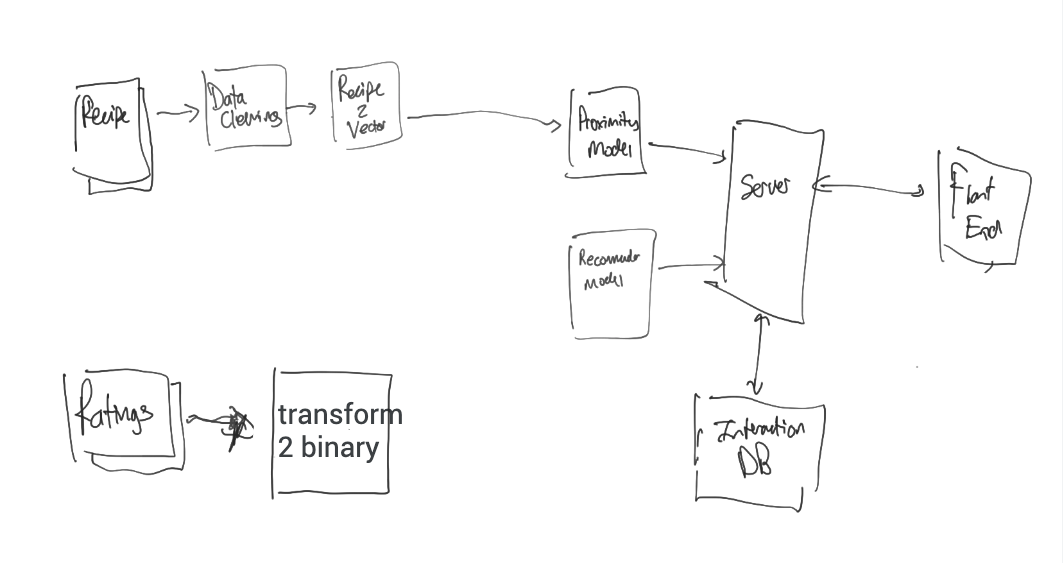 Recipe
Data
Cleaning
Recipe
2
Vector
Proximity
Model
Server
Front
End
Recomender
Model
Ratings
transform
2 binary
Interaction
DB